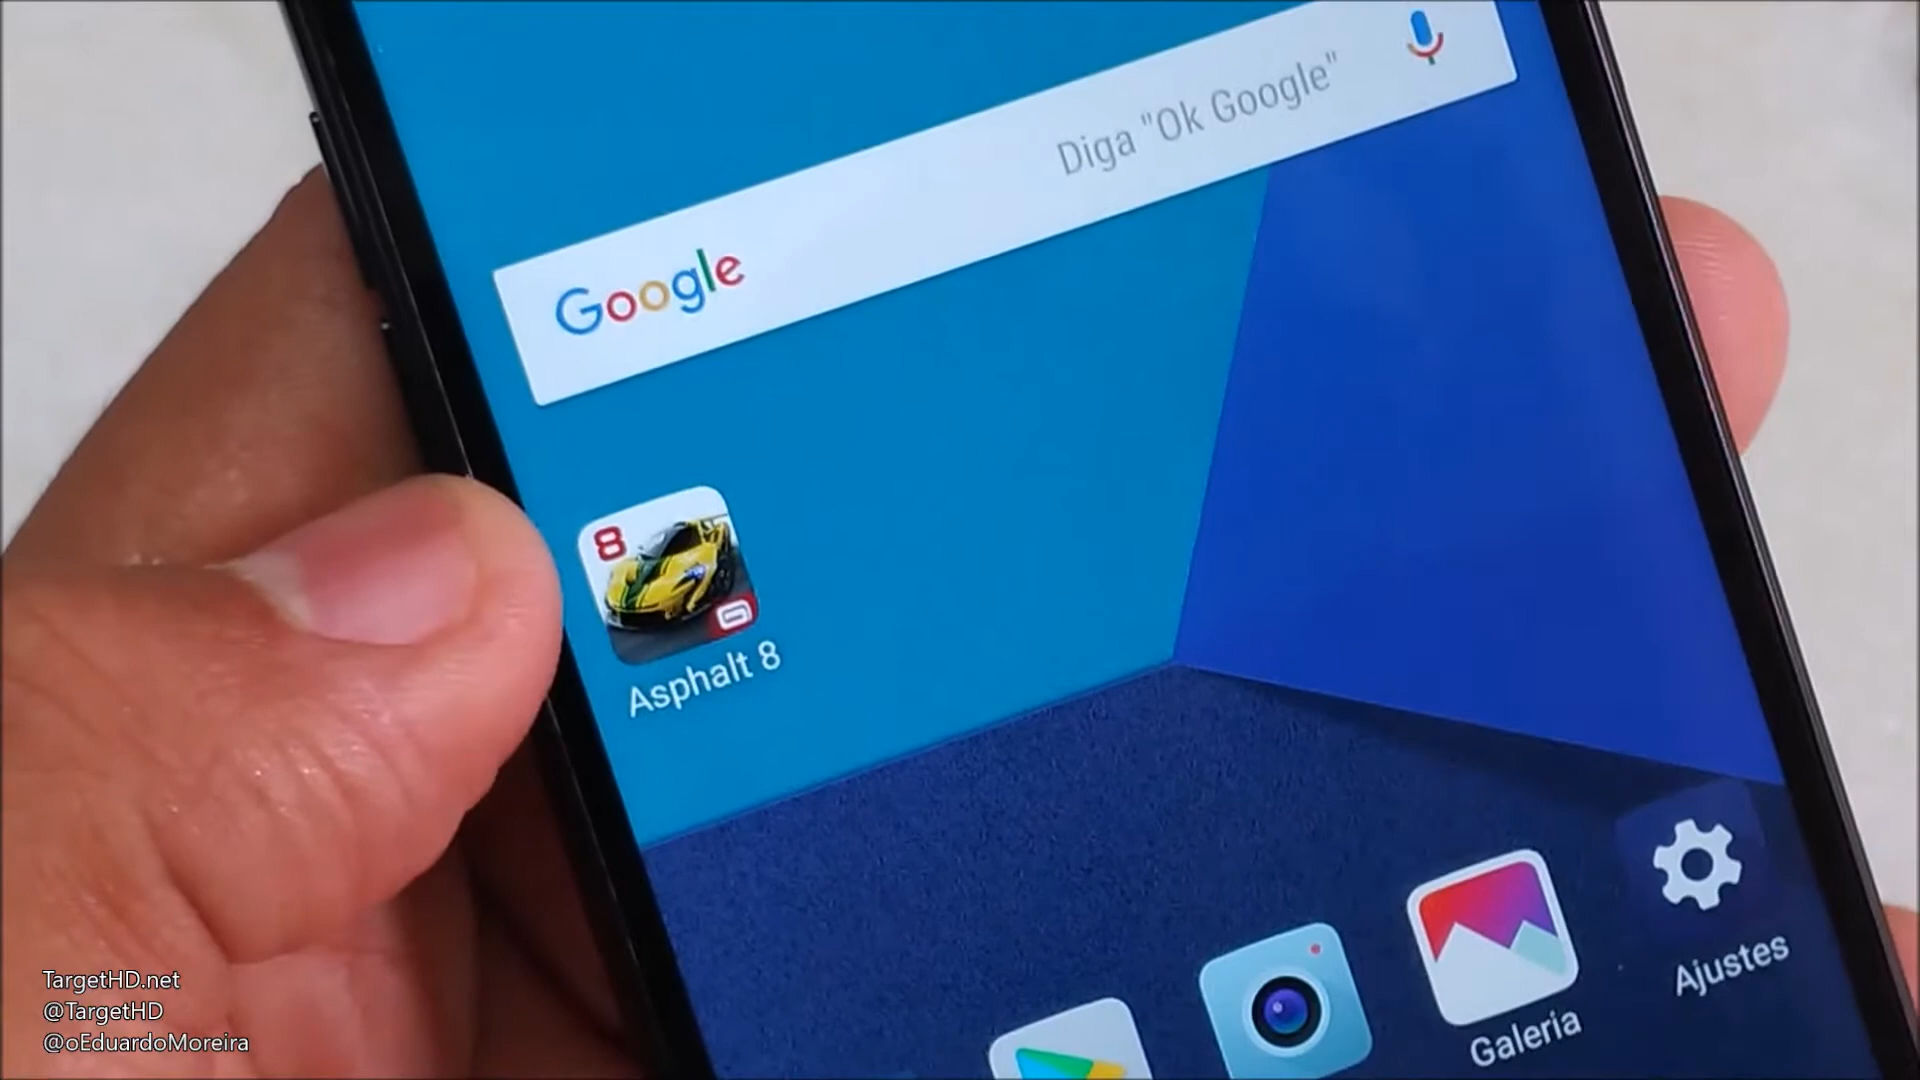 Diga "Ok Google"
Google
8
Asphalt 8
Ajustes
Galeria
TargetHD.net
@TargetHD
@oEduardoMoreira